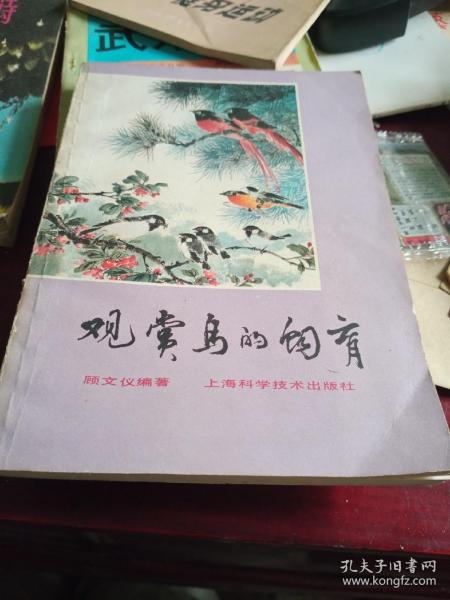 武
观赏鸟的饲育
顾文仪编著 上海科学技术出版社
孔夫子旧书网
www.kongfz.com